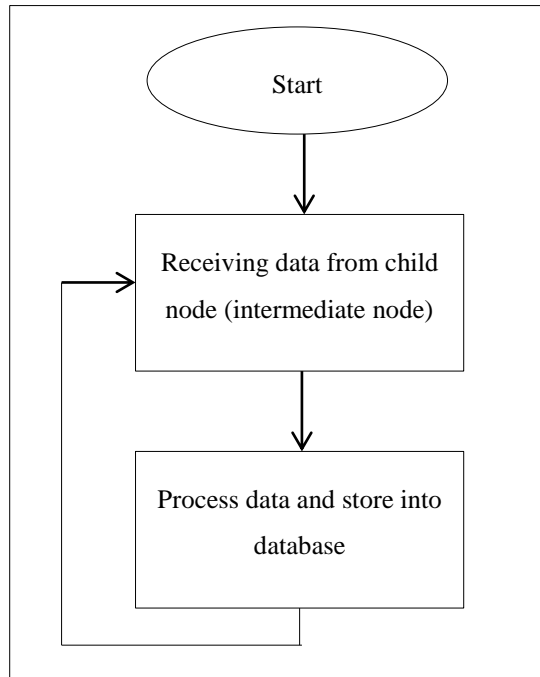 Start
Receiving data from child
node (intermediate node)
Process data and store into
database